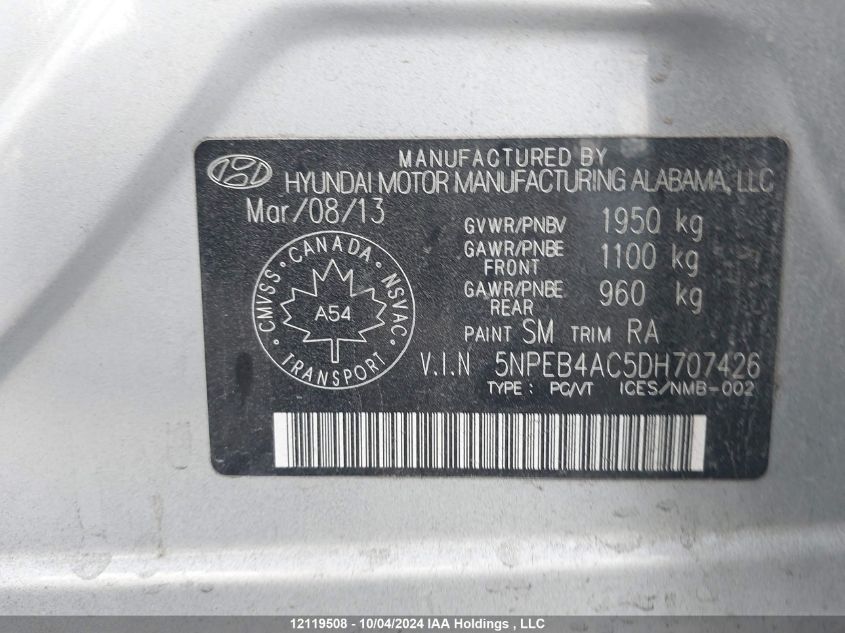 MANUFACTURED BY
HYUNDAI MOTOR MANUFACTURING ALABAMA, LLC
Mar/08/13
GVWR/PNBV 1950 kg
GAWR/PNBE FRONT 1100 kg
GAWR/PNBE REAR 960 kg
PAINT SM TRIM RA
CMVSS • CANADA • NSVAC • TRANSPORT •
A54
V.I.N 5NPEB4AC5DH707426
TYPE : PC/VT ICES/NMB-002
12119508 - 10/04/2024 IAA Holdings , LLC